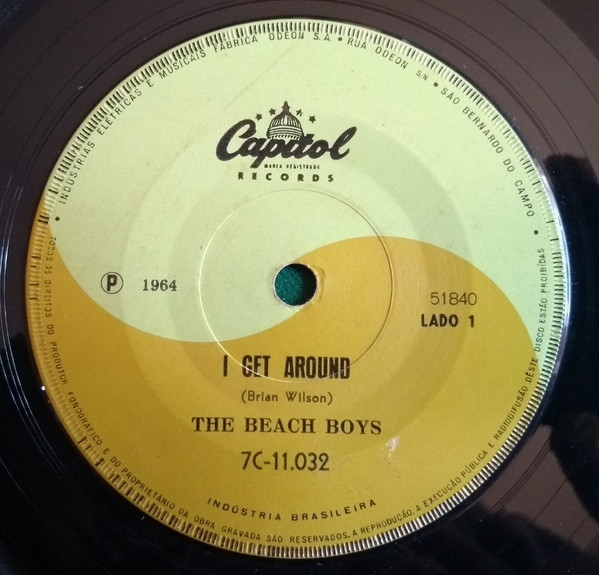 INDÚSTRIAS ELÉTRICAS E MUSICAIS FÁBRICA ODEON S.A. • RUA ODEON S/N • SÃO BERNARDO DO CAMPO •
Capitol
MARCA REGISTRADA
RECORDS
Ⓟ 1964
51840
LADO 1
I GET AROUND
(Brian Wilson)
THE BEACH BOYS
7C-11.032
INDÚSTRIA BRASILEIRA
TODOS OS DIREITOS DO PRODUTOR FONOGRÁFICO E DO PROPRIETÁRIO DA OBRA GRAVADA SÃO RESERVADOS. A REPRODUÇÃO, A EXECUÇÃO PÚBLICA E RADIODIFUSÃO DÊSTE DISCO ESTÃO PROIBIDAS